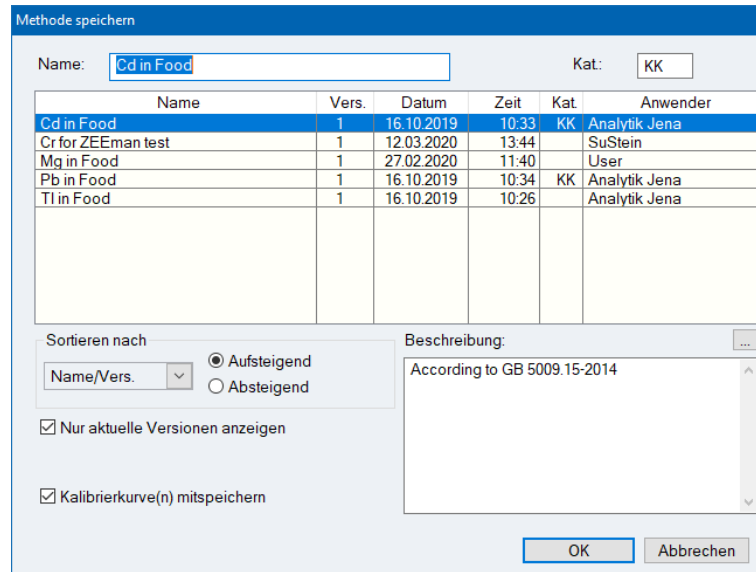 Methode speichern
Name: Cd in Food Kat.: KK
Name Vers. Datum Zeit Kat. Anwender
Cd in Food 1 16.10.2019 10:33 KK Analytik Jena
Cr for ZEEman test 1 12.03.2020 13:44 SuStein
Mg in Food 1 27.02.2020 11:40 User
Pb in Food 1 16.10.2019 10:34 KK Analytik Jena
Tl in Food 1 16.10.2019 10:26 Analytik Jena
Sortieren nach
Name/Vers.
Aufsteigend
Absteigend
Nur aktuelle Versionen anzeigen
Kalibrierkurve(n) mitspeichern
Beschreibung: ...
According to GB 5009.15-2014
OK Abbrechen